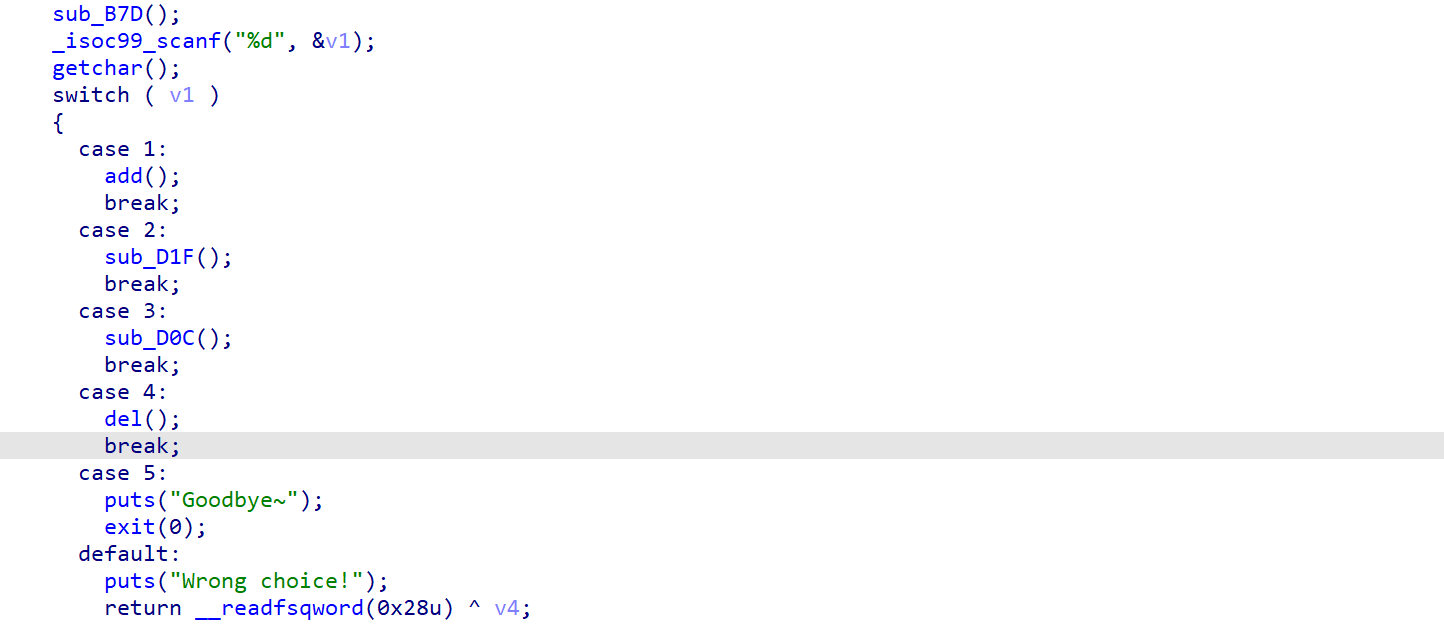 sub_B7D();
_isoc99_scanf("%d", &v1);
getchar();
switch ( v1 )
{
case 1:
add();
break;
case 2:
sub_D1F();
break;
case 3:
sub_D0C();
break;
case 4:
del();
break;
case 5:
puts("Goodbye~");
exit(0);
default:
puts("Wrong choice!");
return __readfsqword(0x28u) ^ v4;